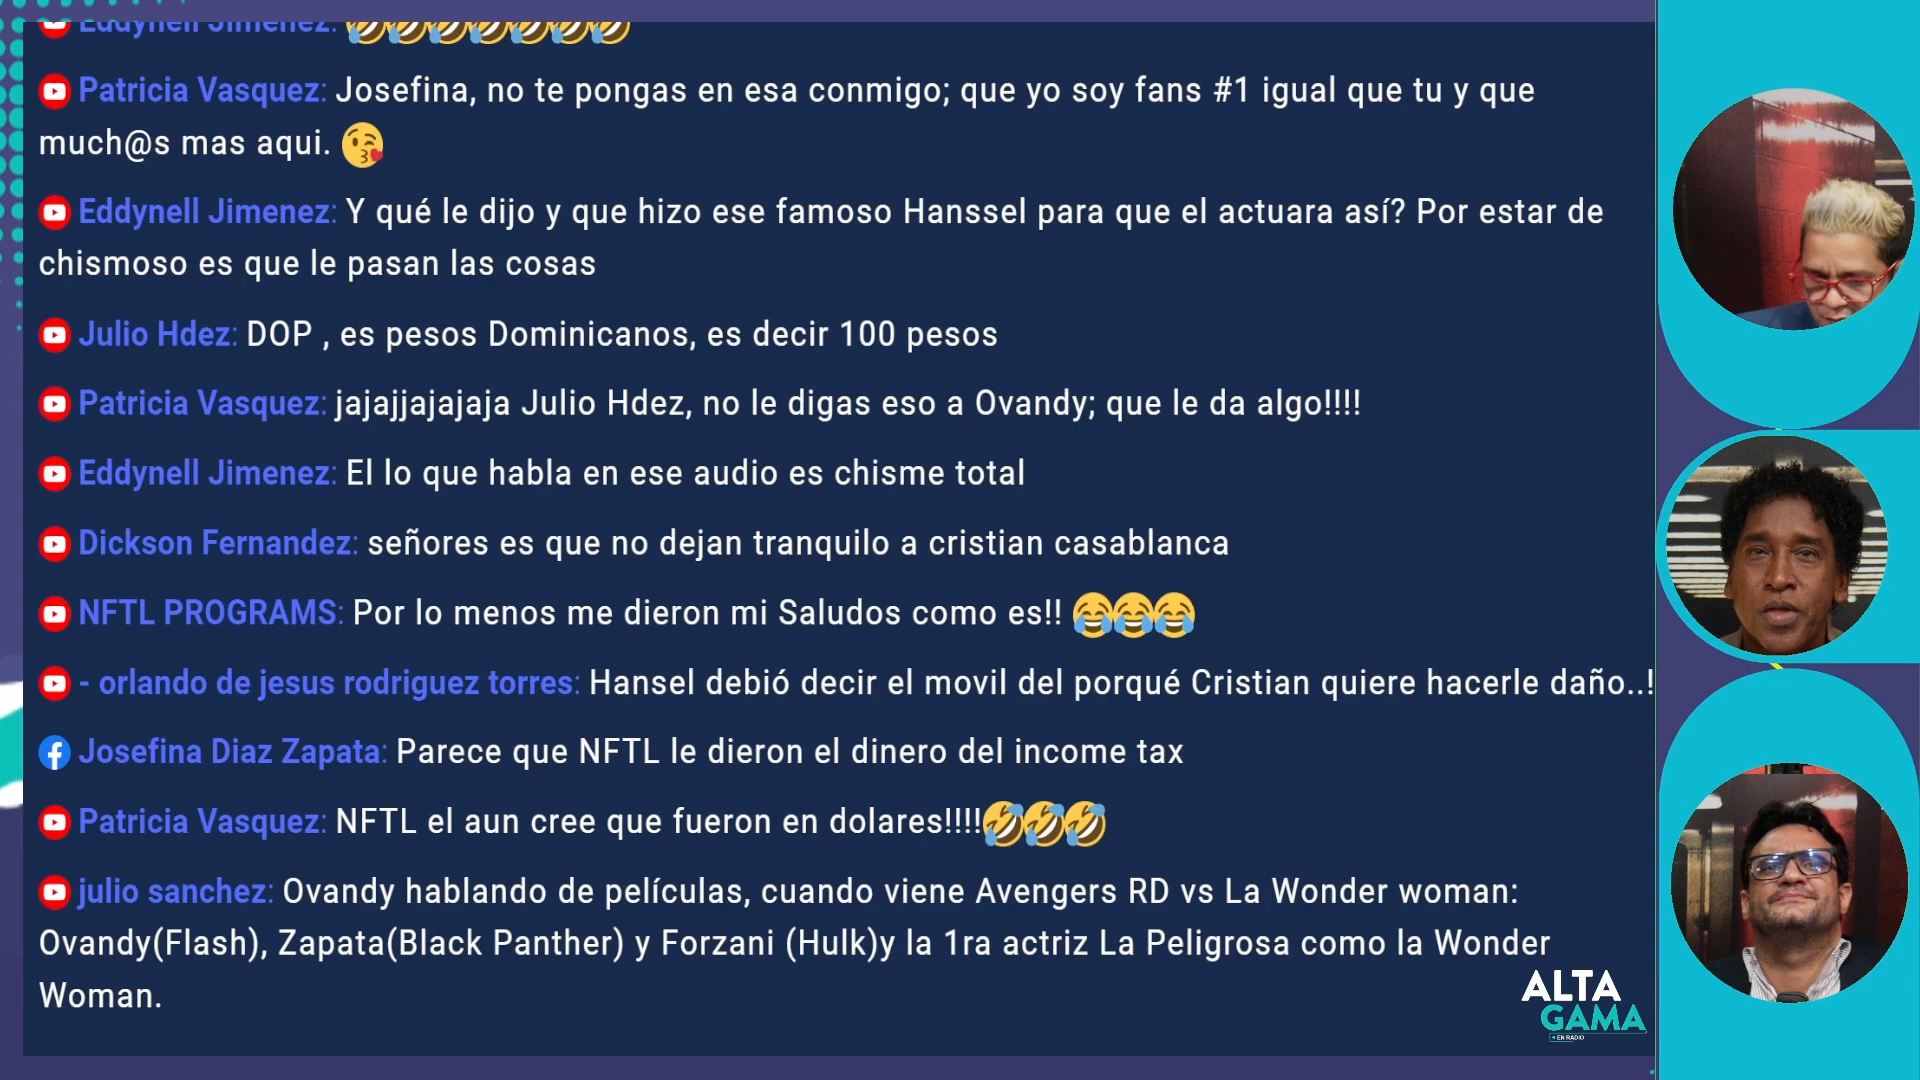 Eddynell Jimenez:
Patricia Vasquez: Josefina, no te pongas en esa conmigo; que yo soy fans #1 igual que tu y que
much@s mas aqui. 😘
Eddynell Jimenez: Y qué le dijo y que hizo ese famoso Hanssel para que el actuara así? Por estar de
chismoso es que le pasan las cosas
Julio Hdez: DOP , es pesos Dominicanos, es decir 100 pesos
Patricia Vasquez: jajajjajajaja Julio Hdez, no le digas eso a Ovandy; que le da algo!!!!
Eddynell Jimenez: El lo que habla en ese audio es chisme total
Dickson Fernandez: señores es que no dejan tranquilo a cristian casablanca
NFTL PROGRAMS: Por lo menos me dieron mi Saludos como es!! 😂😂😂
- orlando de jesus rodriguez torres: Hansel debió decir el movil del porqué Cristian quiere hacerle daño..!
Josefina Diaz Zapata: Parece que NFTL le dieron el dinero del income tax
Patricia Vasquez: NFTL el aun cree que fueron en dolares!!!!🤣🤣🤣
julio sanchez: Ovandy hablando de películas, cuando viene Avengers RD vs La Wonder woman:
Ovandy(Flash), Zapata(Black Panther) y Forzani (Hulk)y la 1ra actriz La Peligrosa como la Wonder
Woman.
ALTA
GAMA
EN RADIO